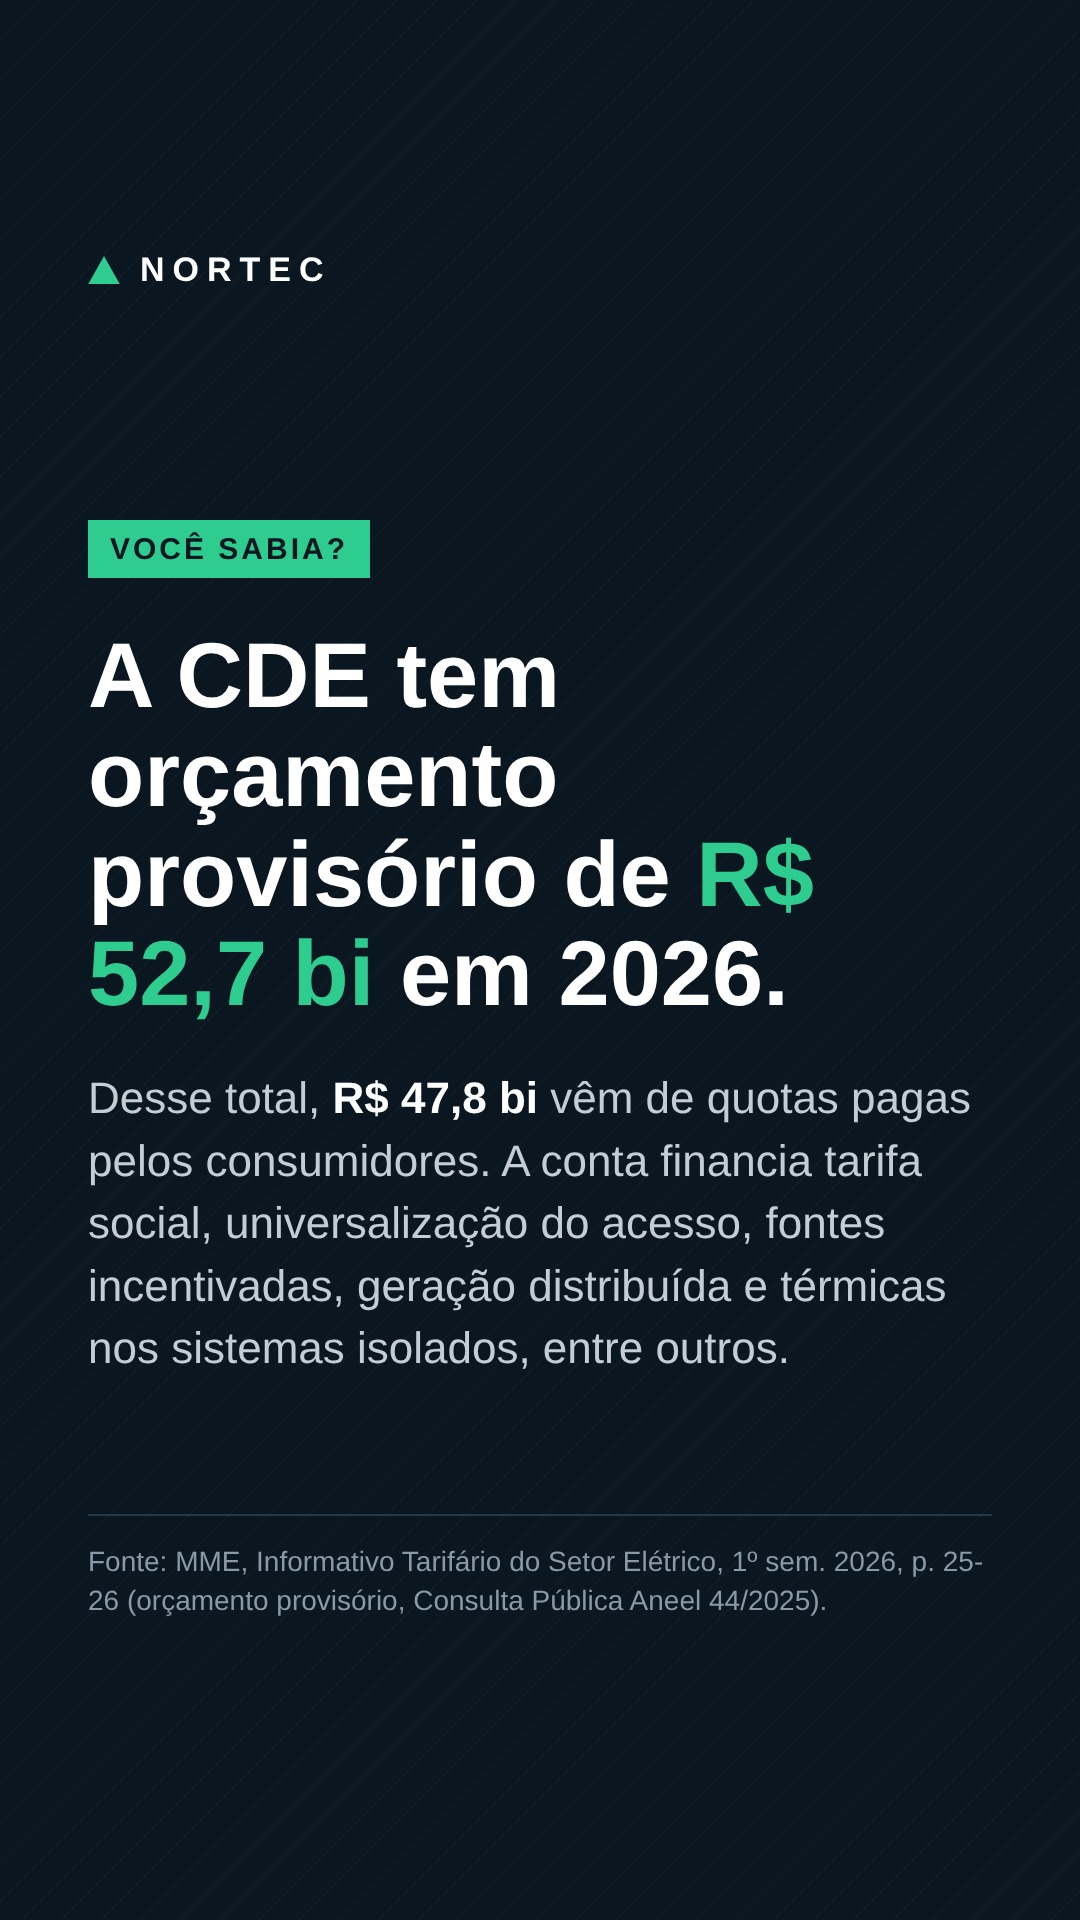 NORTEC
VOCÊ SABIA?
A CDE tem
orçamento
provisório de R$
52,7 bi em 2026.
Desse total, R$ 47,8 bi vêm de quotas pagas
pelos consumidores. A conta financia tarifa
social, universalização do acesso, fontes
incentivadas, geração distribuída e térmicas
nos sistemas isolados, entre outros.
Fonte: MME, Informativo Tarifário do Setor Elétrico, 1º sem. 2026, p. 25-
26 (orçamento provisório, Consulta Pública Aneel 44/2025).